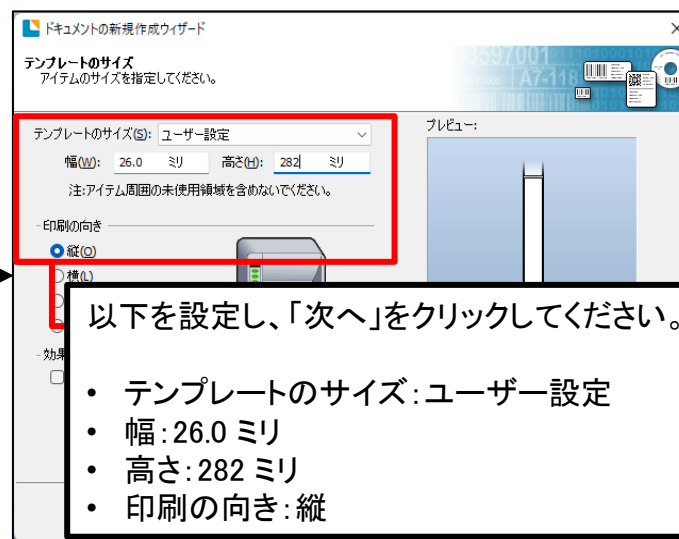 ドキュメントの新規作成ウィザード
テンプレートのサイズ
アイテムのサイズを指定してください。
3597001
A7-118
テンプレートのサイズ(S): ユーザー設定
プレビュー:
幅(W): 26.0 ミリ 高さ(H): 282 ミリ
注:アイテム周囲の未使用領域を含めないでください。
印刷の向き
縦(O)
横(L)
以下を設定し、「次へ」をクリックしてください。
効果
• テンプレートのサイズ:ユーザー設定
• 幅:26.0 ミリ
• 高さ:282 ミリ
• 印刷の向き:縦